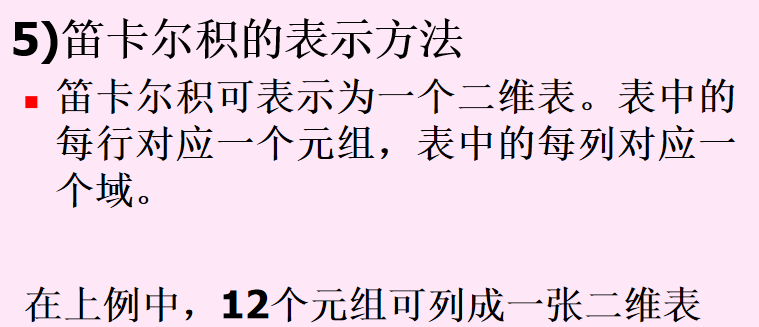 5)笛卡尔积的表示方法
笛卡尔积可表示为一个二维表。表中的
每行对应一个元组，表中的每列对应一
个域。
在上例中，12个元组可列成一张二维表